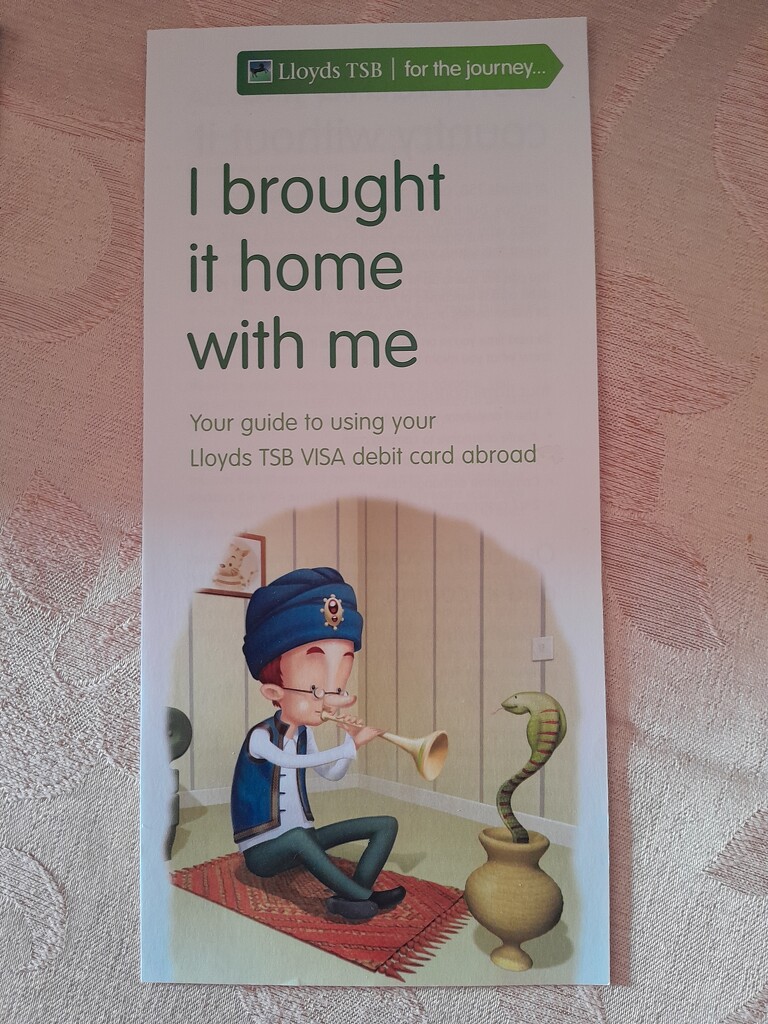 Lloyds TSB | for the journey...
I brought
it home
with me
Your guide to using your
Lloyds TSB VISA debit card abroad